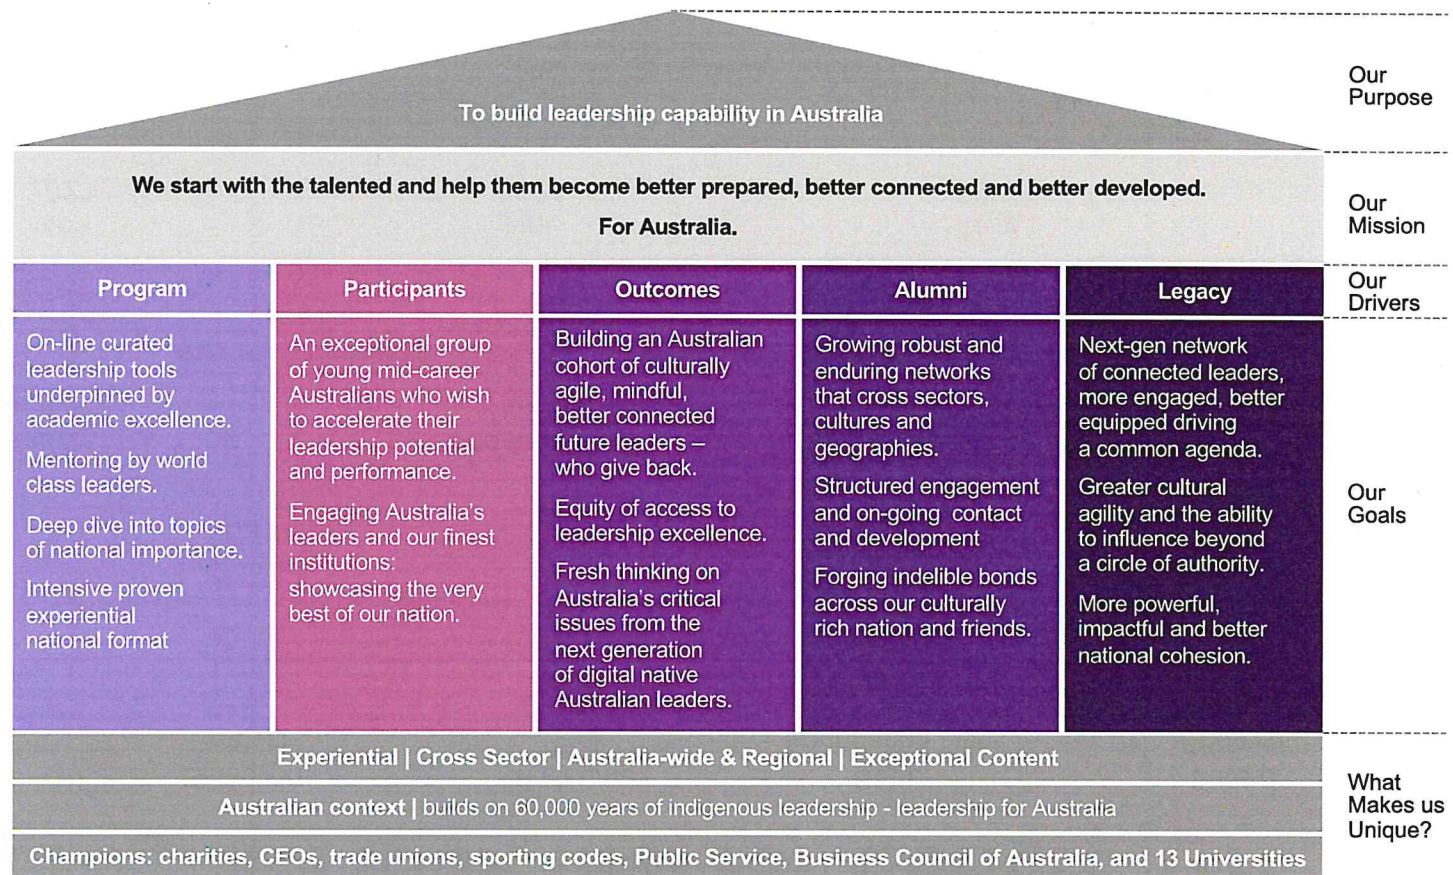 To build leadership capability in Australia
Our
Purpose
We start with the talented and help them become better prepared, better connected and better developed.
For Australia.
Our
Mission
Program
Participants
Outcomes
Alumni
Legacy
Our
Drivers
On-line curated
leadership tools
underpinned by
academic excellence.
Mentoring by world
class leaders.
Deep dive into topics
of national importance.
Intensive proven
experiential
national format
An exceptional group
of young mid-career
Australians who wish
to accelerate their
leadership potential
and performance.
Engaging Australia's
leaders and our finest
institutions:
showcasing the very
best of our nation.
Building an Australian
cohort of culturally
agile, mindful,
better connected
future leaders –
who give back.
Equity of access to
leadership excellence.
Fresh thinking on
Australia's critical
issues from the
next generation
of digital native
Australian leaders.
Growing robust and
enduring networks
that cross sectors,
cultures and
geographies.
Structured engagement
and on-going contact
and development
Forging indelible bonds
across our culturally
rich nation and friends.
Next-gen network
of connected leaders,
more engaged, better
equipped driving
a common agenda.
Greater cultural
agility and the ability
to influence beyond
a circle of authority.
More powerful,
impactful and better
national cohesion.
Our
Goals
Experiential | Cross Sector | Australia-wide & Regional | Exceptional Content
Australian context | builds on 60,000 years of indigenous leadership - leadership for Australia
Champions: charities, CEOs, trade unions, sporting codes, Public Service, Business Council of Australia, and 13 Universities
What
Makes us
Unique?